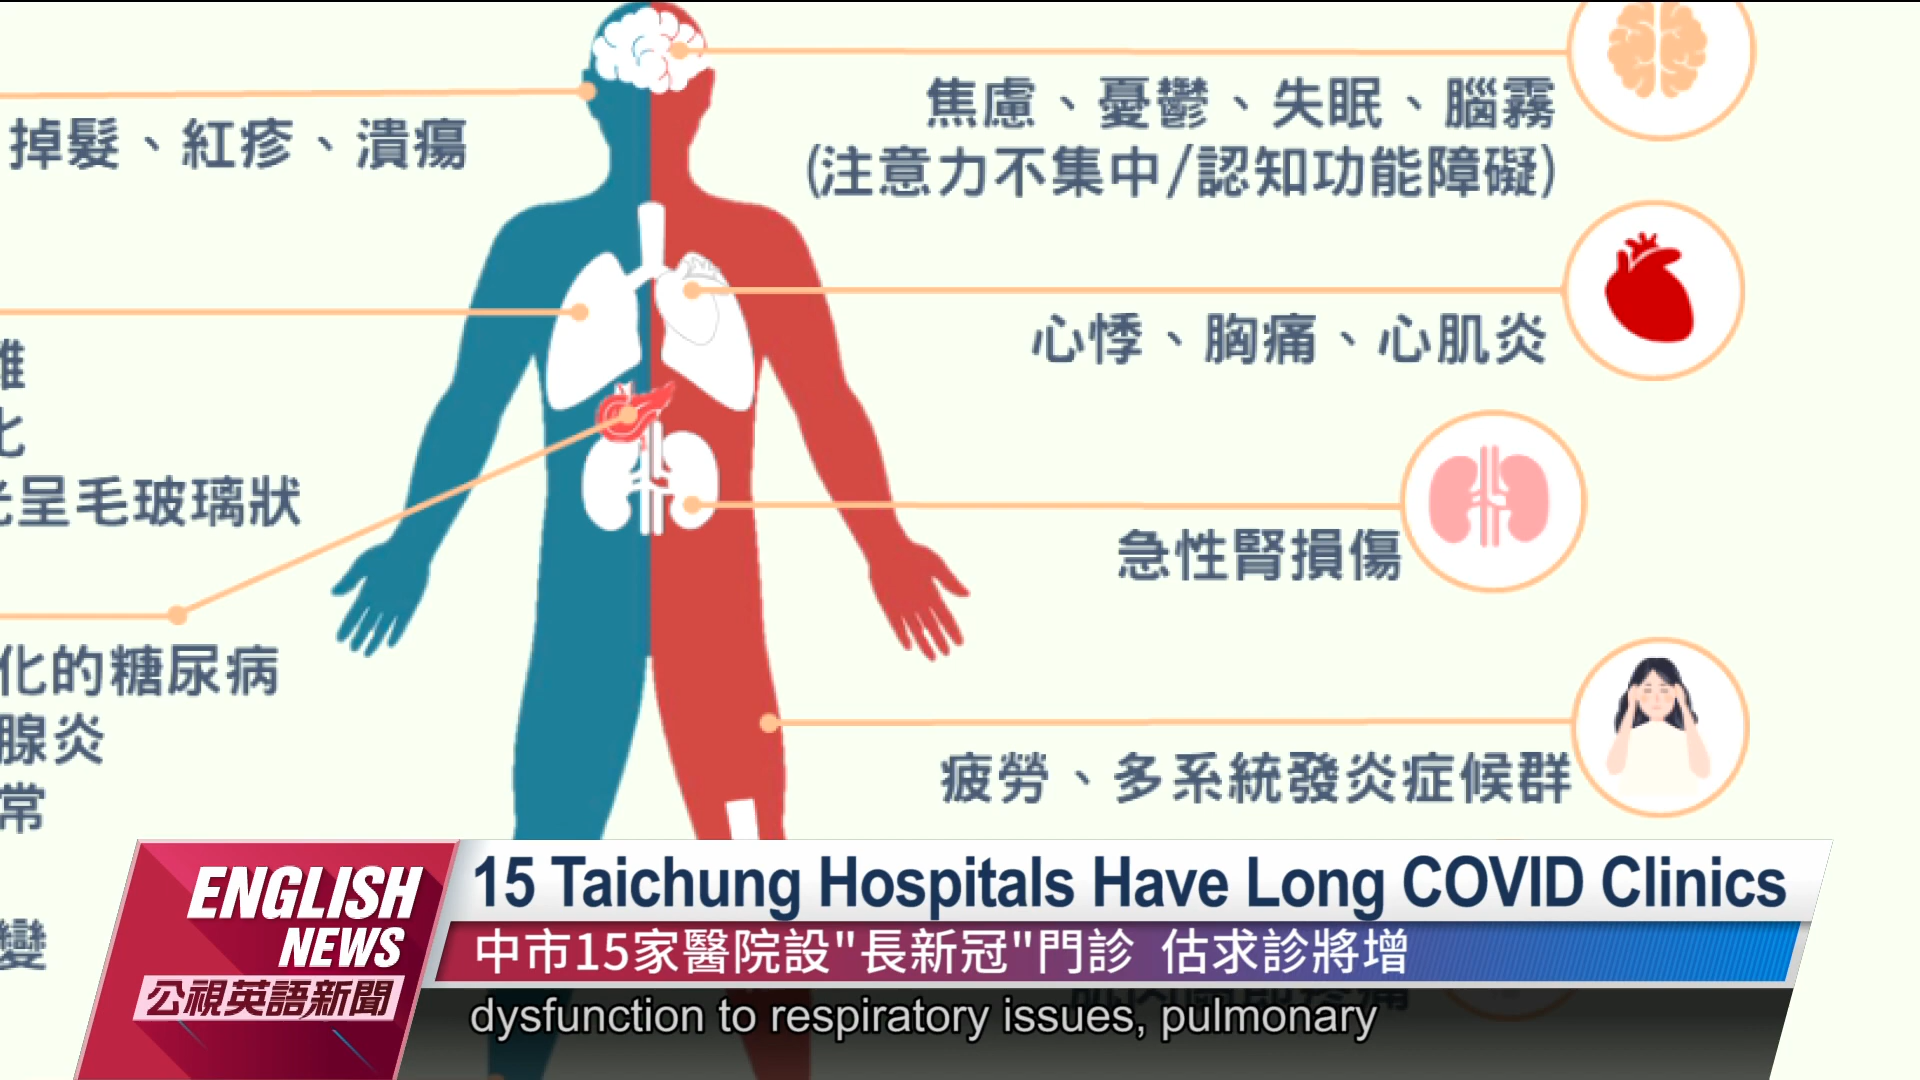 掉髮、紅疹、潰瘍
焦慮、憂鬱、失眠、腦霧
(注意力不集中/認知功能障礙)
心悸、胸痛、心肌炎
難
化
光呈毛玻璃狀
急性腎損傷
化的糖尿病
腺炎
常
疲勞、多系統發炎症候群
變
ENGLISH
NEWS
公視英語新聞
15 Taichung Hospitals Have Long COVID Clinics
中市15家醫院設"長新冠"門診 估求診將增
dysfunction to respiratory issues, pulmonary